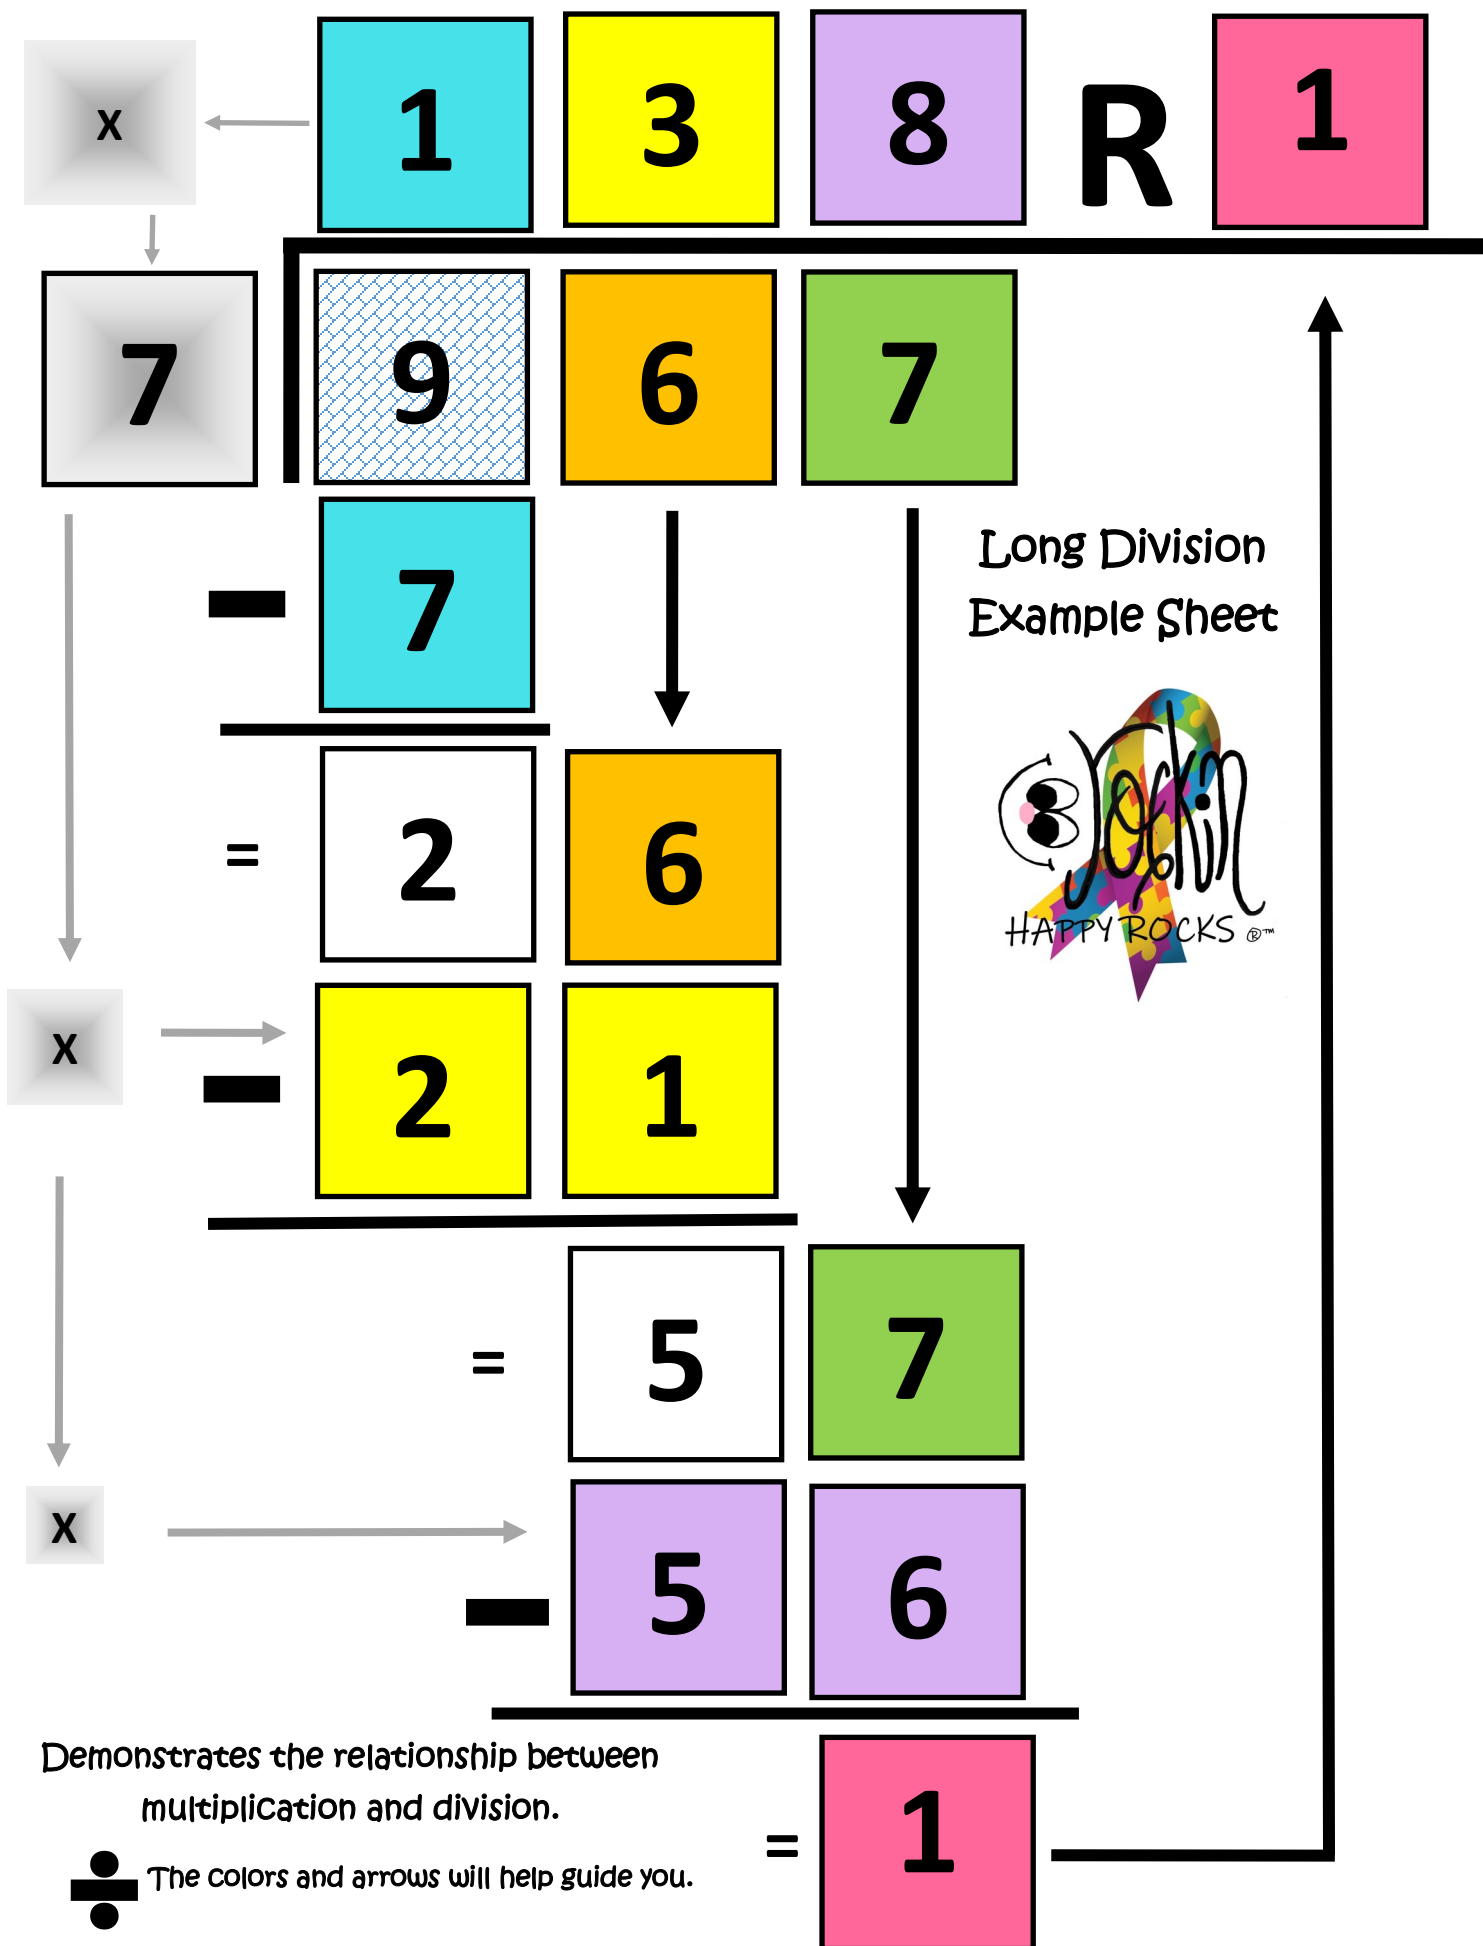 x 1 3 8 R 1
7 9 6 7
Long Division
Example Sheet
- 7
= 2 6
rockin
HAPPY ROCKS ®™
x - 2 1
= 5 7
x - 5 6
Demonstrates the relationship between
multiplication and division.
= 1
÷ The colors and arrows will help guide you.